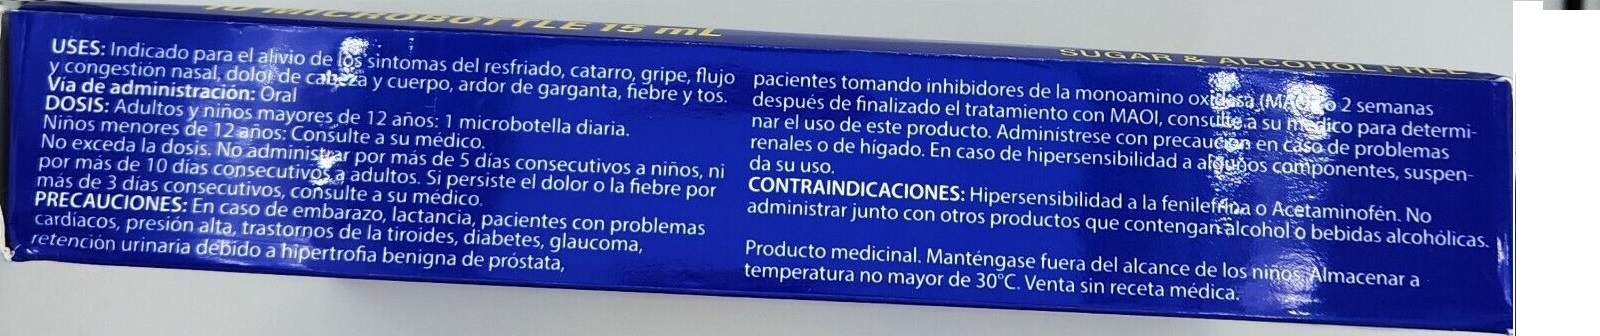 10 MICROBOTTLE 15 mL
SUGAR & ALCOHOL FREE
USES: Indicado para el alivio de los sintomas del resfriado, catarro, gripe, flujo
y congestión nasal, dolor de cabeza y cuerpo, ardor de garganta, fiebre y tos.
Vía de administración: Oral
DOSIS: Adultos y niños mayores de 12 años: 1 microbotella diaria.
Niños menores de 12 años: Consulte a su médico.
No exceda la dosis. No administrar por más de 5 días consecutivos a niños, ni
por más de 10 días consecutivos a adultos. Si persiste el dolor o la fiebre por
más de 3 días consecutivos, consulte a su médico.
PRECAUCIONES: En caso de embarazo, lactancia, pacientes con problemas
cardíacos, presión alta, trastornos de la tiroides, diabetes, glaucoma,
retención urinaria debido a hipertrofia benigna de próstata,
pacientes tomando inhibidores de la monoamino oxidasa (MAOI) o 2 semanas
después de finalizado el tratamiento con MAOI, consulte a su médico para determi-
nar el uso de este producto. Adminístrese con precaución en caso de problemas
renales o de hígado. En caso de hipersensibilidad a algunos componentes, suspen-
da su uso.
CONTRAINDICACIONES: Hipersensibilidad a la fenilefrina o Acetaminofén. No
administrar junto con otros productos que contengan alcohol o bebidas alcohólicas.
Producto medicinal. Manténgase fuera del alcance de los niños. Almacenar a
temperatura no mayor de 30°C. Venta sin receta médica.